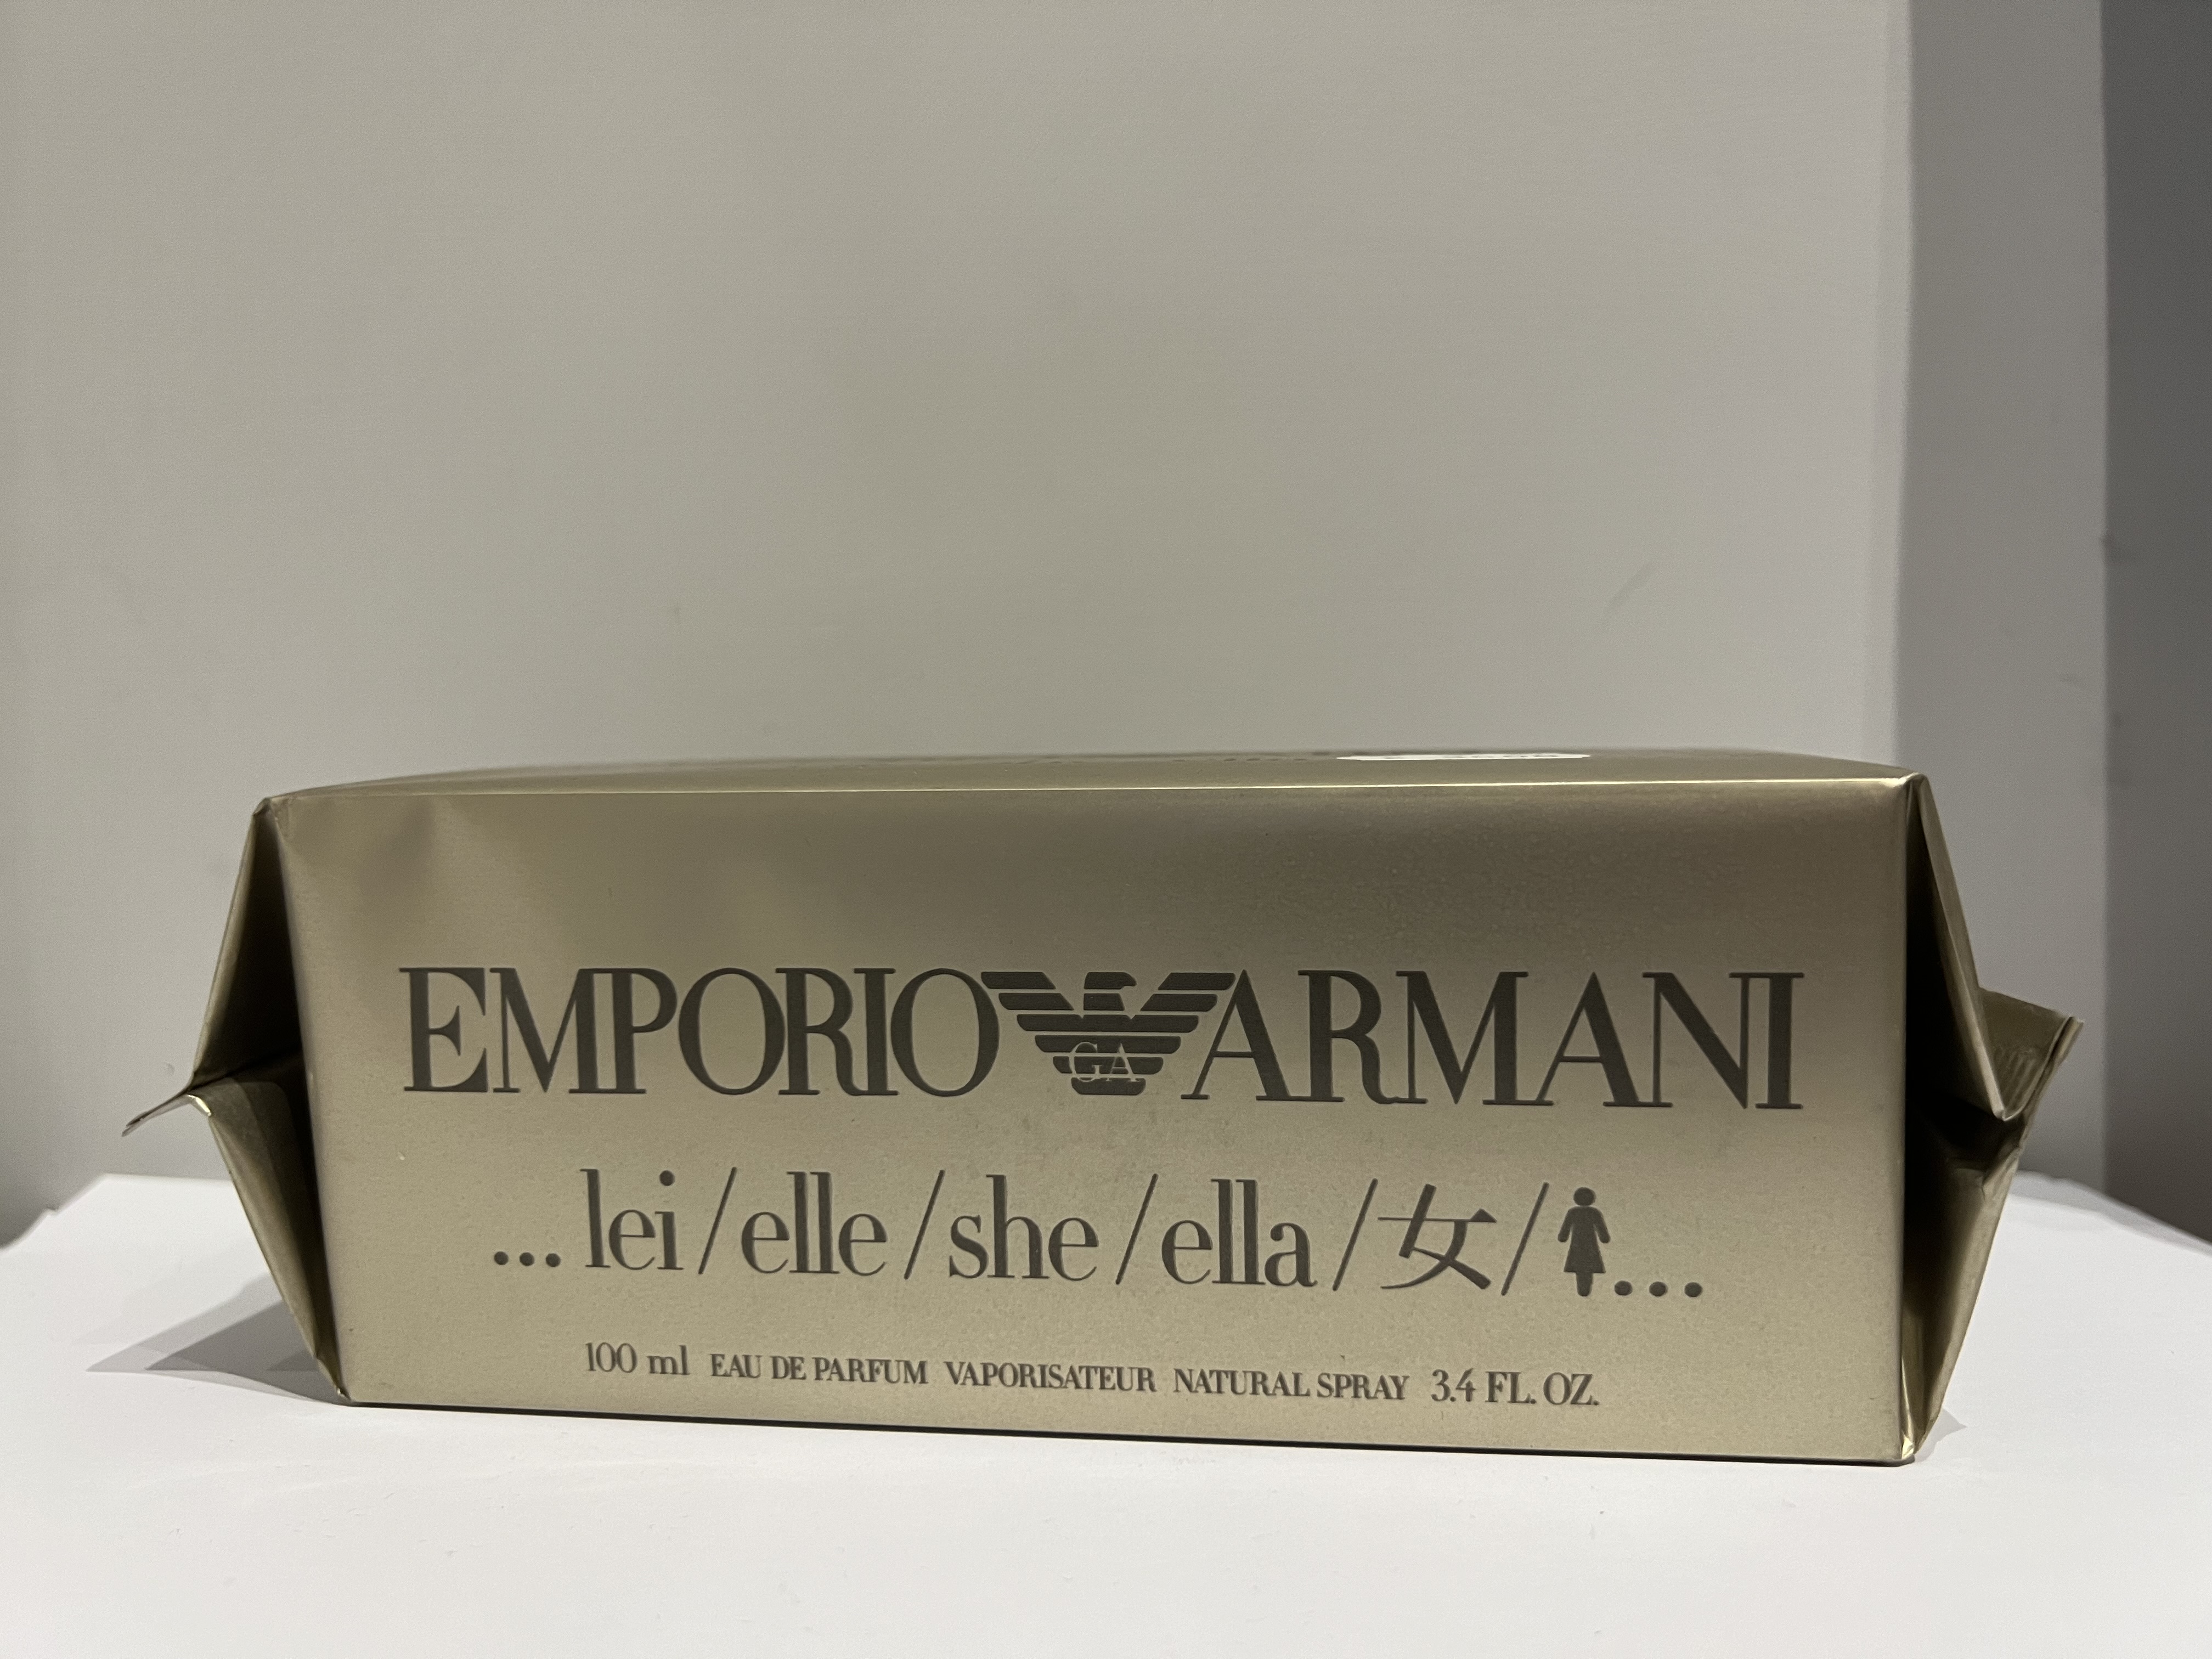 EMPORIO GA ARMANI
...lei/elle/she/ella/女/...
100 ml EAU DE PARFUM VAPORISATEUR NATURAL SPRAY 3.4 FL. OZ.